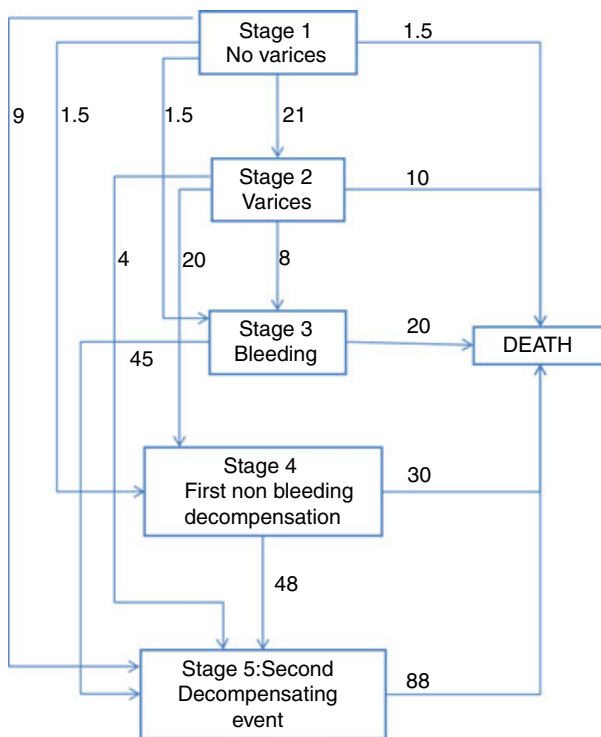 Stage 1
No varices
1.5
9
1.5
1.5
21
Stage 2
Varices
10
4
20
8
Stage 3
Bleeding
20
DEATH
45
Stage 4
First non bleeding
decompensation
30
48
Stage 5:Second
Decompensating
event
88